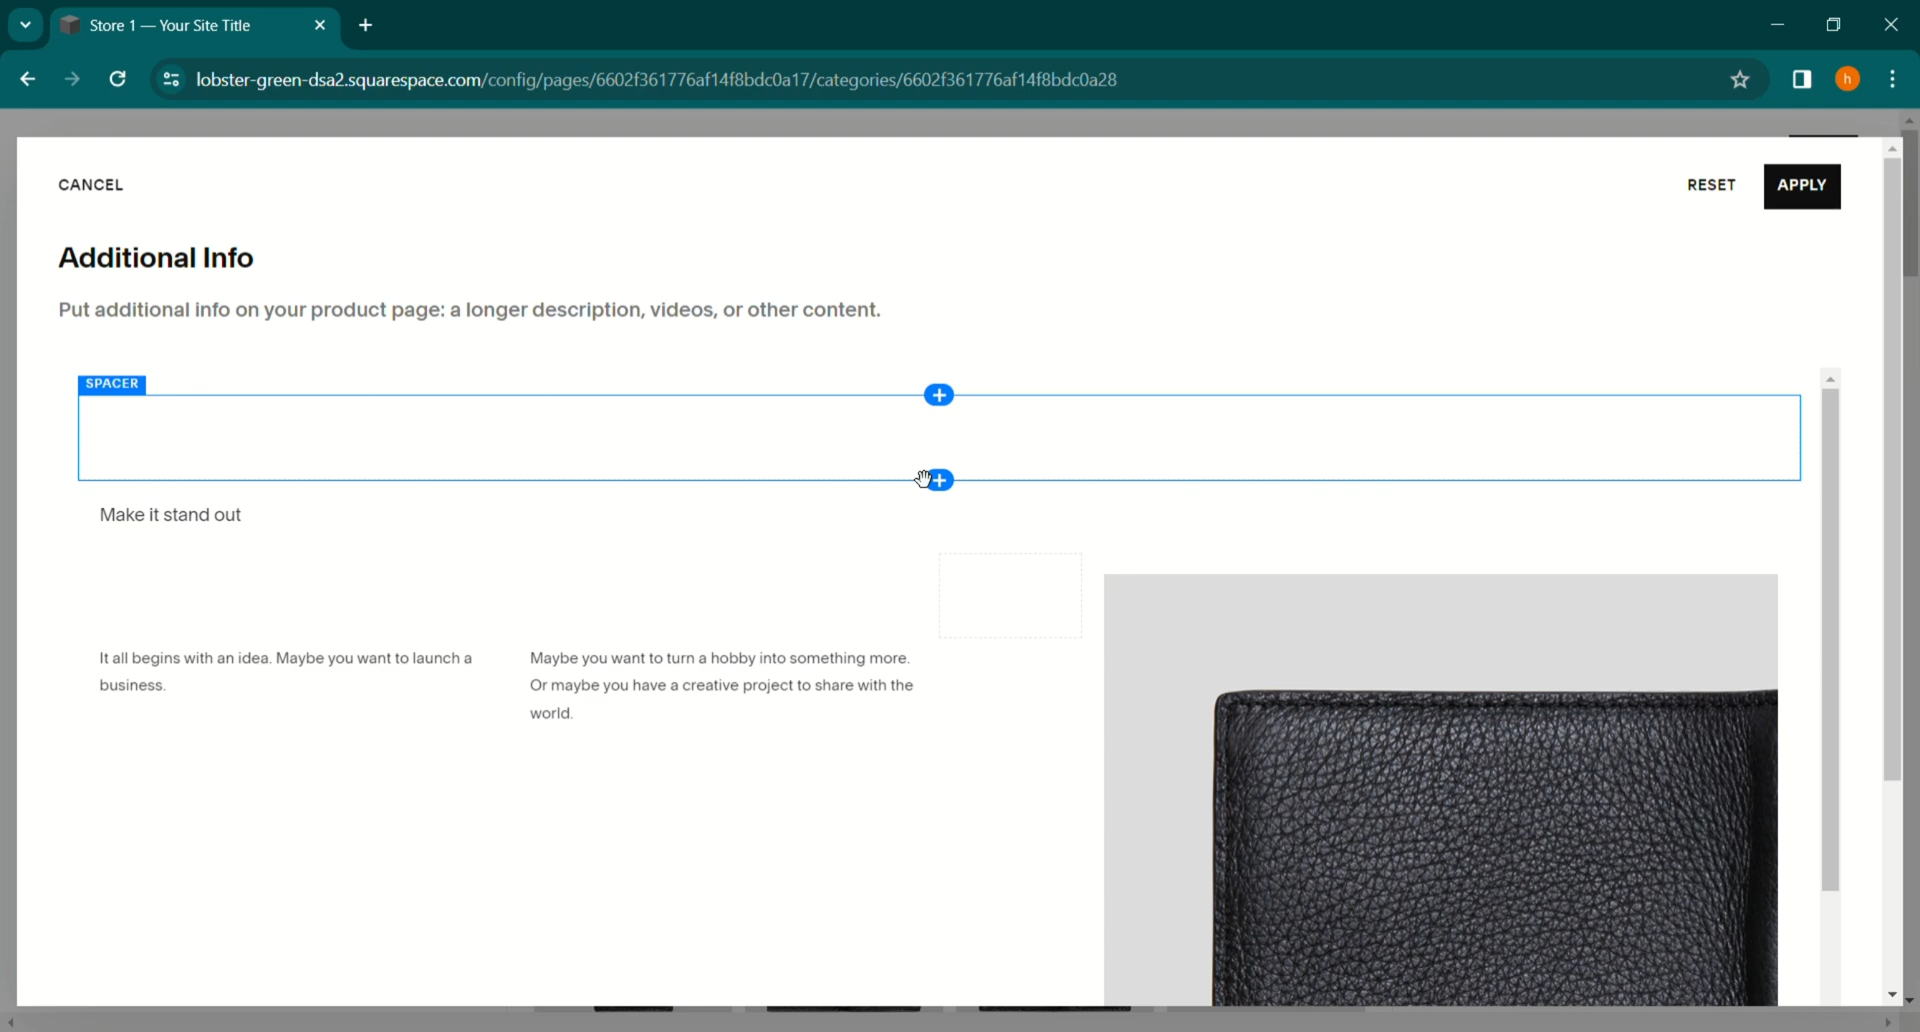 Store 1 — Your Site Title
lobster-green-dsa2.squarespace.com/config/pages/6602f361776af14f8bdc0a17/categories/6602f361776af14f8bdc0a28
h
CANCEL
RESET
APPLY
Additional Info
Put additional info on your product page: a longer description, videos, or other content.
SPACER
Make it stand out
It all begins with an idea. Maybe you want to launch a
business.
Maybe you want to turn a hobby into something more.
Or maybe you have a creative project to share with the
world.